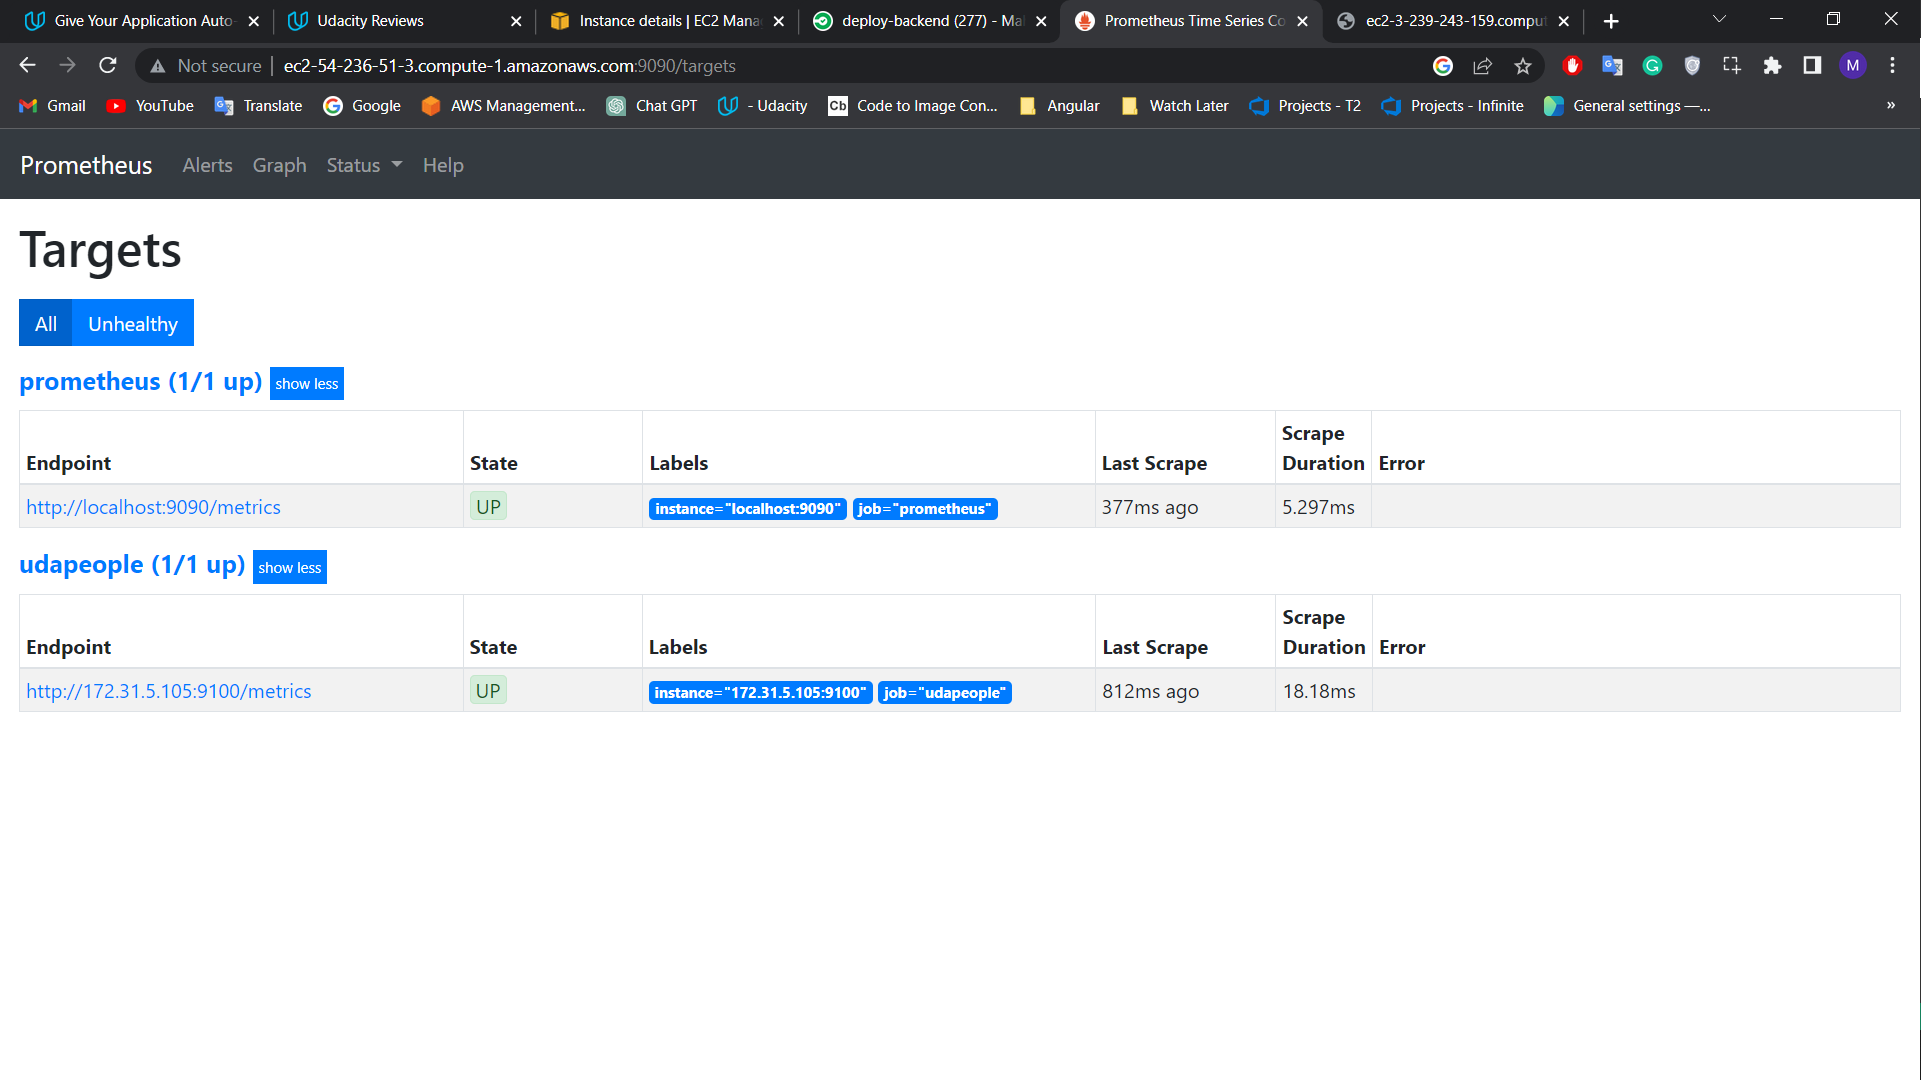 Give Your Application Auto-
Udacity Reviews
Instance details | EC2 Mana
deploy-backend (277) - Ma
Prometheus Time Series Co
ec2-3-239-243-159.comput
Not secure
ec2-54-236-51-3.compute-1.amazonaws.com:9090/targets
M
Gmail
YouTube
Translate
Google
AWS Management...
Chat GPT
- Udacity
Cb
Code to Image Con...
Angular
Watch Later
Projects - T2
Projects - Infinite
General settings —...
»
Prometheus
Alerts
Graph
Status
Help
Targets
All
Unhealthy
prometheus (1/1 up)
show less
Endpoint
State
Labels
Last Scrape
Scrape
Duration
Error
http://localhost:9090/metrics
UP
instance="localhost:9090"
job="prometheus"
377ms ago
5.297ms
udapeople (1/1 up)
show less
Endpoint
State
Labels
Last Scrape
Scrape
Duration
Error
http://172.31.5.105:9100/metrics
UP
instance="172.31.5.105:9100"
job="udapeople"
812ms ago
18.18ms